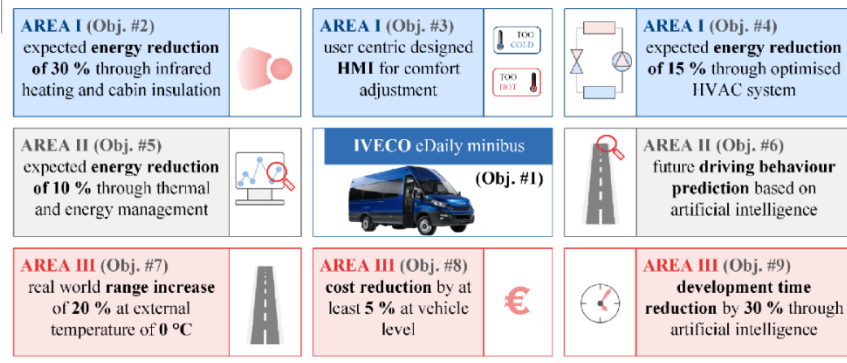 AREA I (Obj. #2)
expected energy reduction
of 30 % through infrared
heating and cabin insulation
AREA I (Obj. #3)
user centric designed
HMI for comfort
adjustment
TOO
COLD
TOO
HOT
AREA I (Obj. #4)
expected energy reduction
of 15 % through optimised
HVAC system
AREA II (Obj. #5)
expected energy reduction
of 10 % through thermal
and energy management
IVECO eDaily minibus
(Obj. #1)
AREA II (Obj. #6)
future driving behaviour
prediction based on
artificial intelligence
AREA III (Obj. #7)
real world range increase
of 20 % at external
temperature of 0 °C
AREA III (Obj. #8)
cost reduction by at
least 5 % at vehicle
level
€
AREA III (Obj. #9)
development time
reduction by 30 % through
artificial intelligence